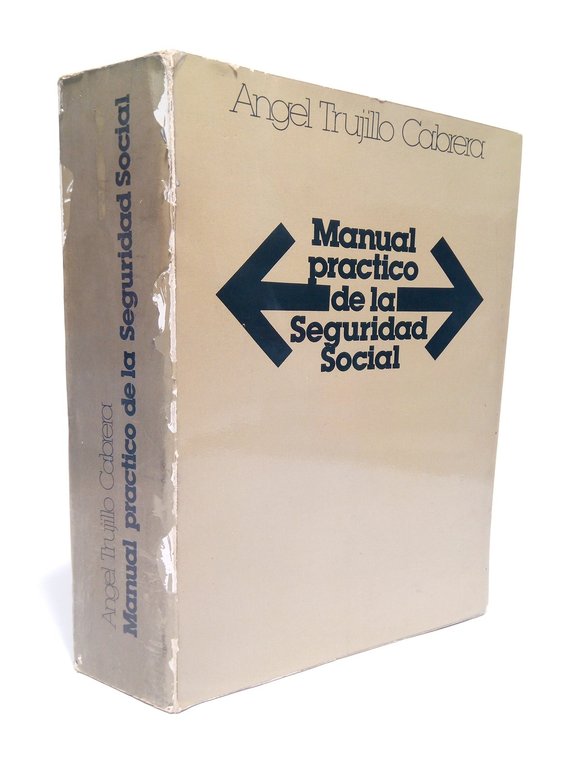 Angel Trujillo Cabrera
Manual
practico
de la
Seguridad
Social
Angel Trujillo Cabrera
Manual practico de la Seguridad Social